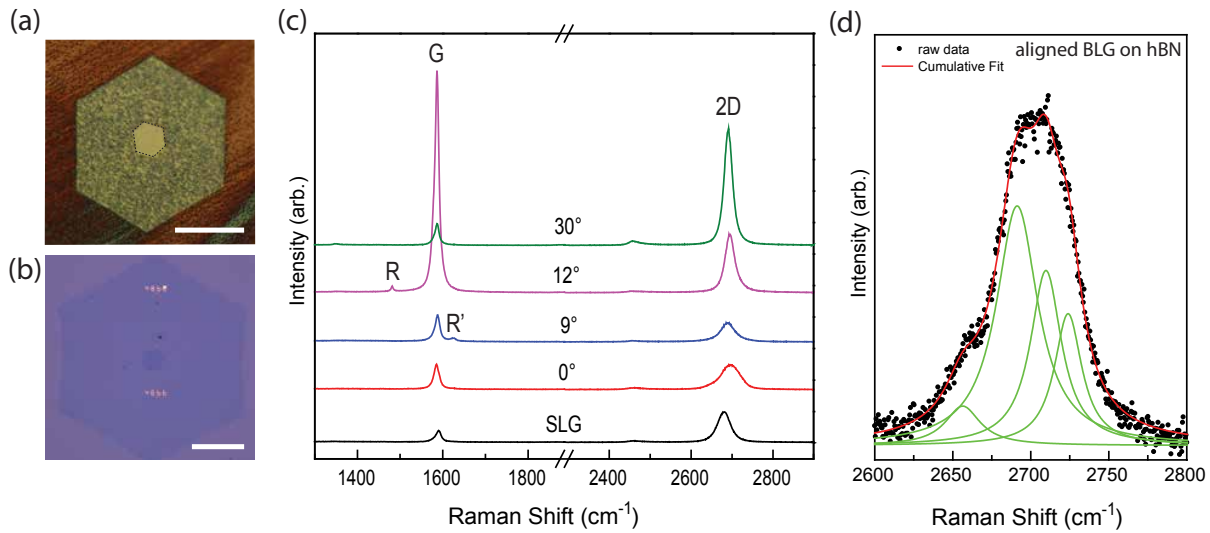 (a)
(b)
(c)
G
2D
30°
R
12°
R'
9°
0°
SLG
Intensity (arb.)
1400
1600
2400
2600
2800
Raman Shift (cm⁻¹)
(d)
raw data
Cumulative Fit
aligned BLG on hBN
Intensity (arb.)
2600
2650
2700
2750
2800
Raman Shift (cm⁻¹)